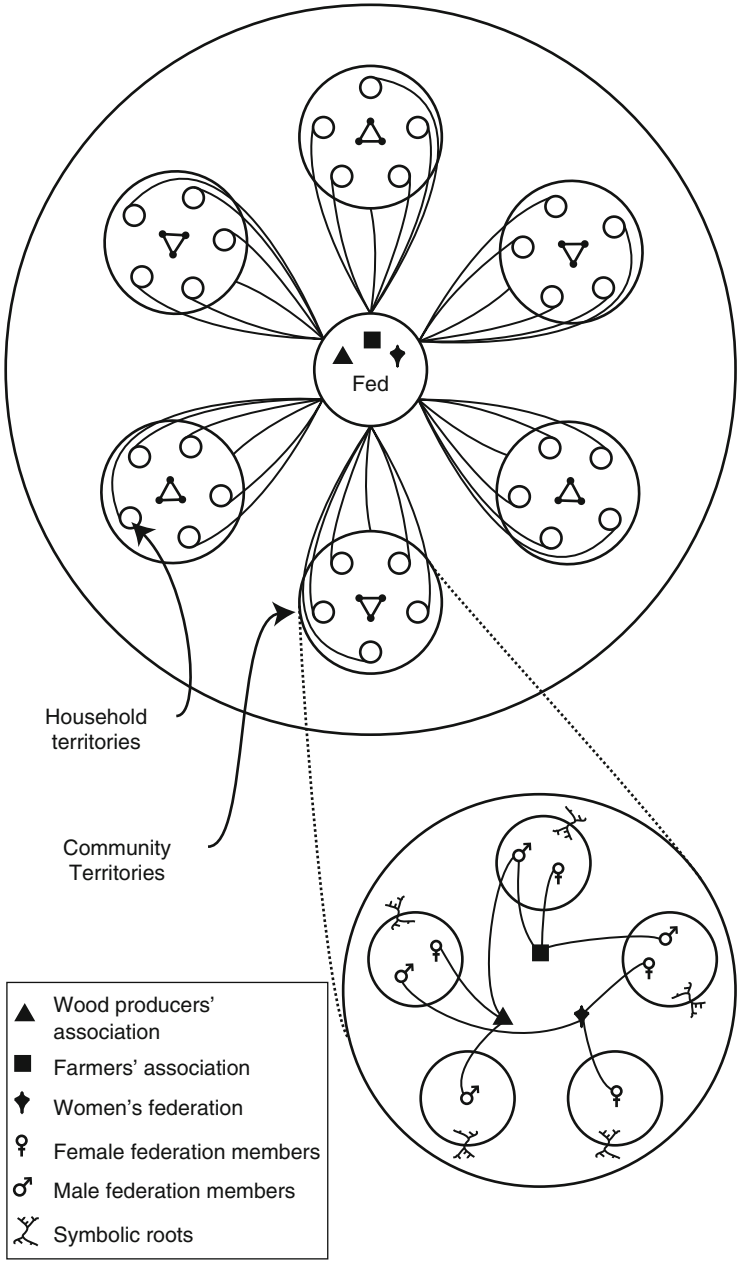 Fed
Household
territories
Community
Territories
Wood producers’
association
Farmers’ association
Women’s federation
Female federation members
Male federation members
Symbolic roots